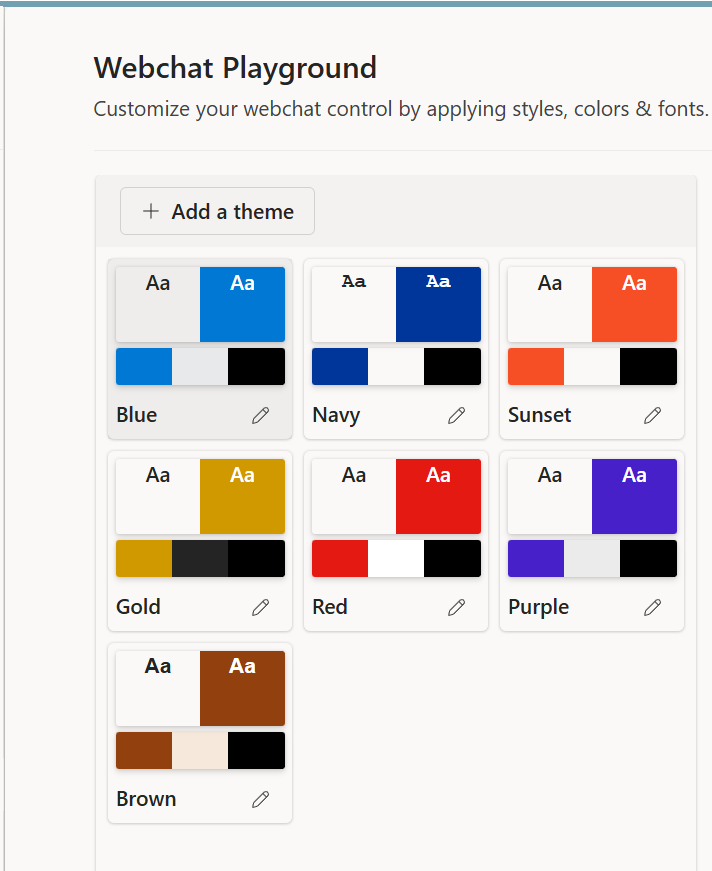 Webchat Playground
Customize your webchat control by applying styles, colors & fonts.
+ Add a theme
Aa Aa Aa Aa Aa Aa
Blue Navy Sunset
Aa Aa Aa Aa Aa Aa
Gold Red Purple
Aa Aa
Brown